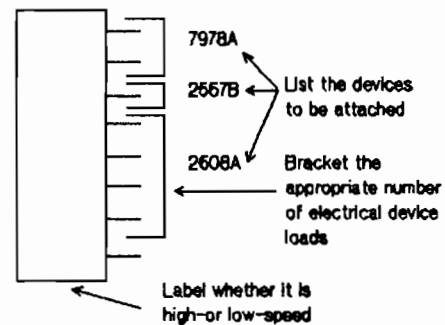 7978A
2557B
2608A
List the devices
to be attached
Bracket the
appropriate number
of electrical device
loads
Label whether it is
high-or low-speed